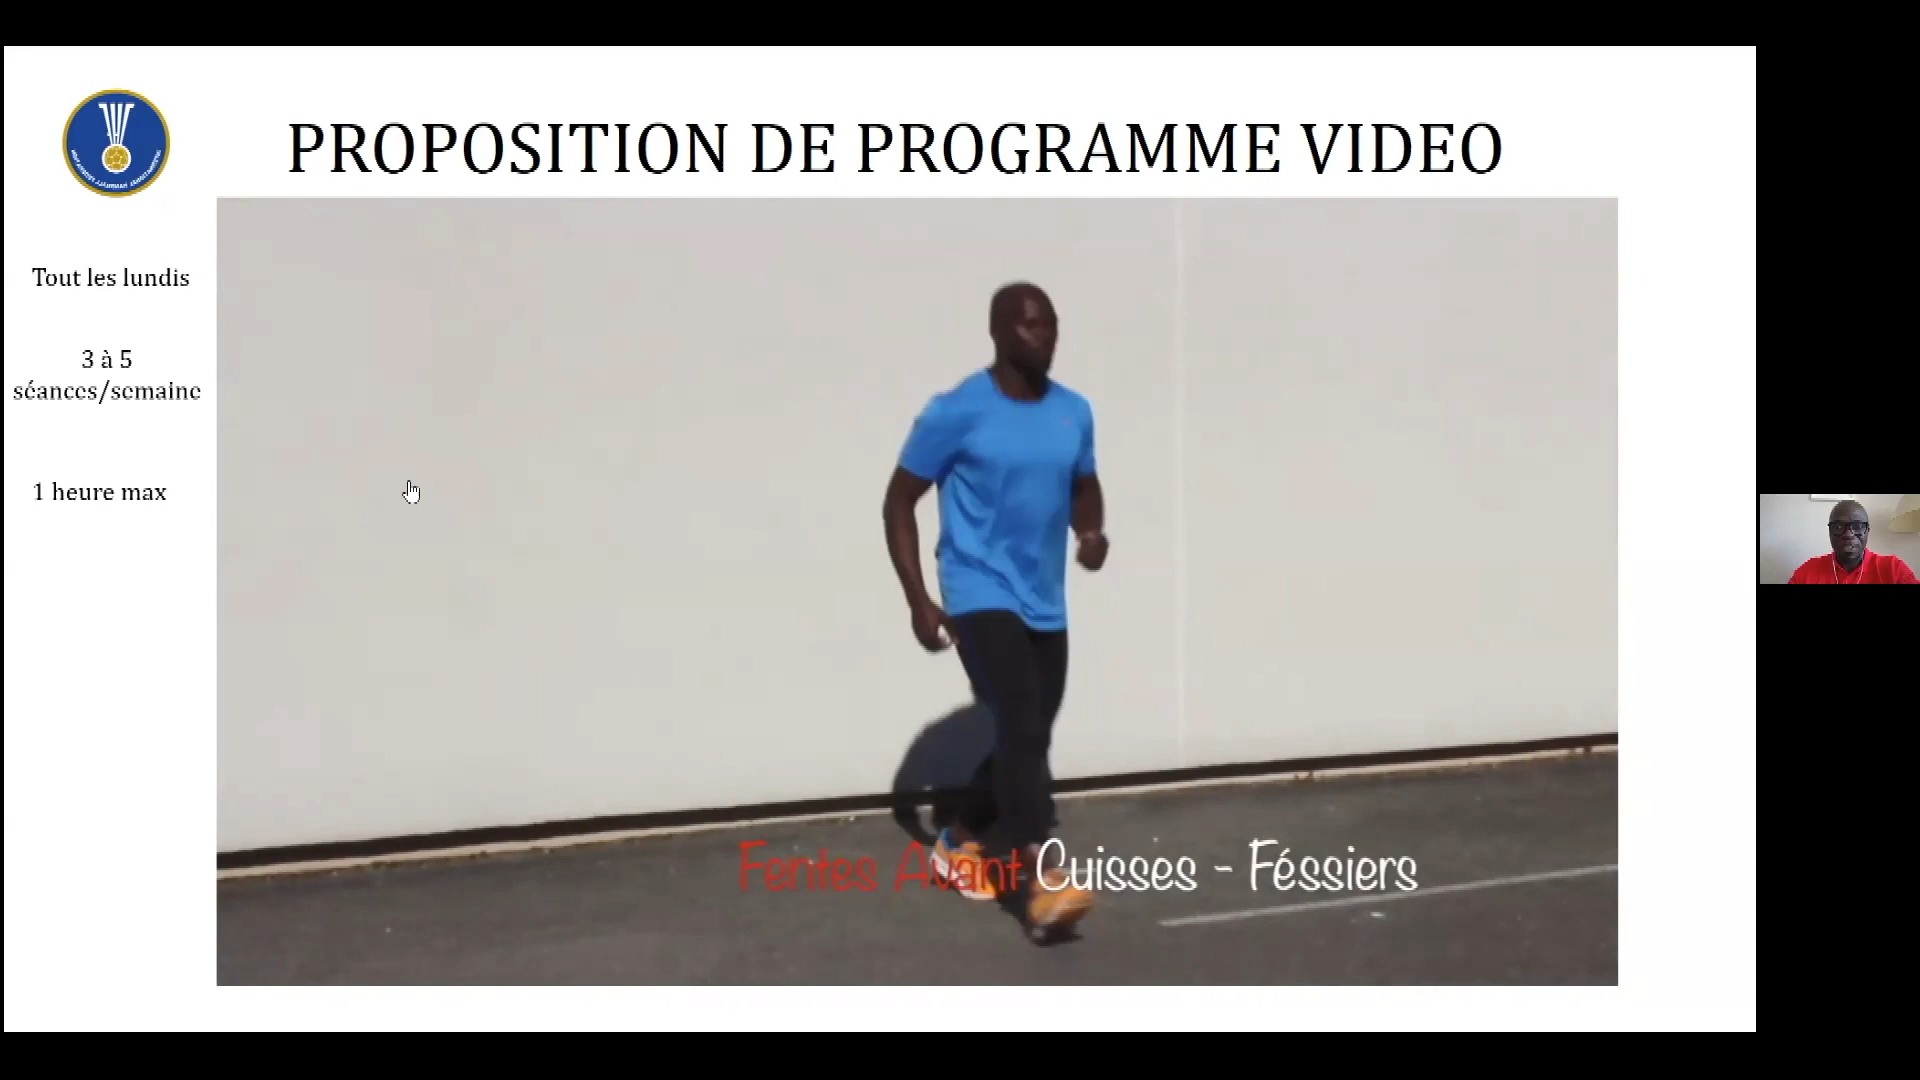 PROPOSITION DE PROGRAMME VIDEO
Tout les lundis
3 à 5
séances/semaine
1 heure max
Fentes Avant Cuisses - Féssiers